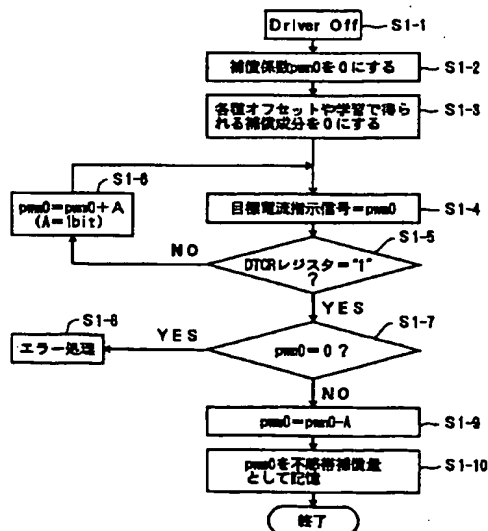 Driver Off
S1-1
補償係数pwm0を0にする
S1-2
各種オフセットや学習で得ら
れる補償成分を0にする
S1-3
S1-6
pwm0=pwm0+A
(A=1bit)
目標電流指示信号=pwm0
S1-4
S1-5
NO
DTCRレジスター="1"
?
YES
S1-8
S1-7
エラー処理
YES
pwm0=0?
NO
pwm0=pwm0-A
S1-9
pwm0を不感帯補償量
として記憶
S1-10
終了